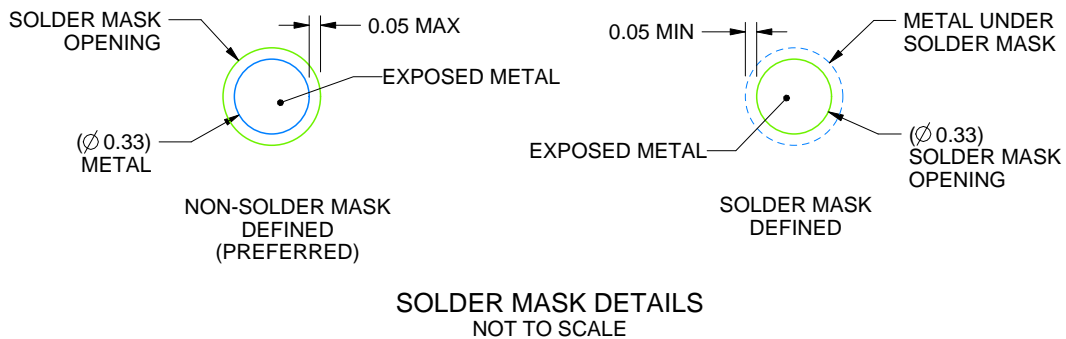 SOLDER MASK
OPENING
0.05 MAX
EXPOSED METAL
(∅ 0.33)
METAL
NON-SOLDER MASK
DEFINED
(PREFERRED)
0.05 MIN
METAL UNDER
SOLDER MASK
EXPOSED METAL
(∅ 0.33)
SOLDER MASK
OPENING
SOLDER MASK
DEFINED
SOLDER MASK DETAILS
NOT TO SCALE